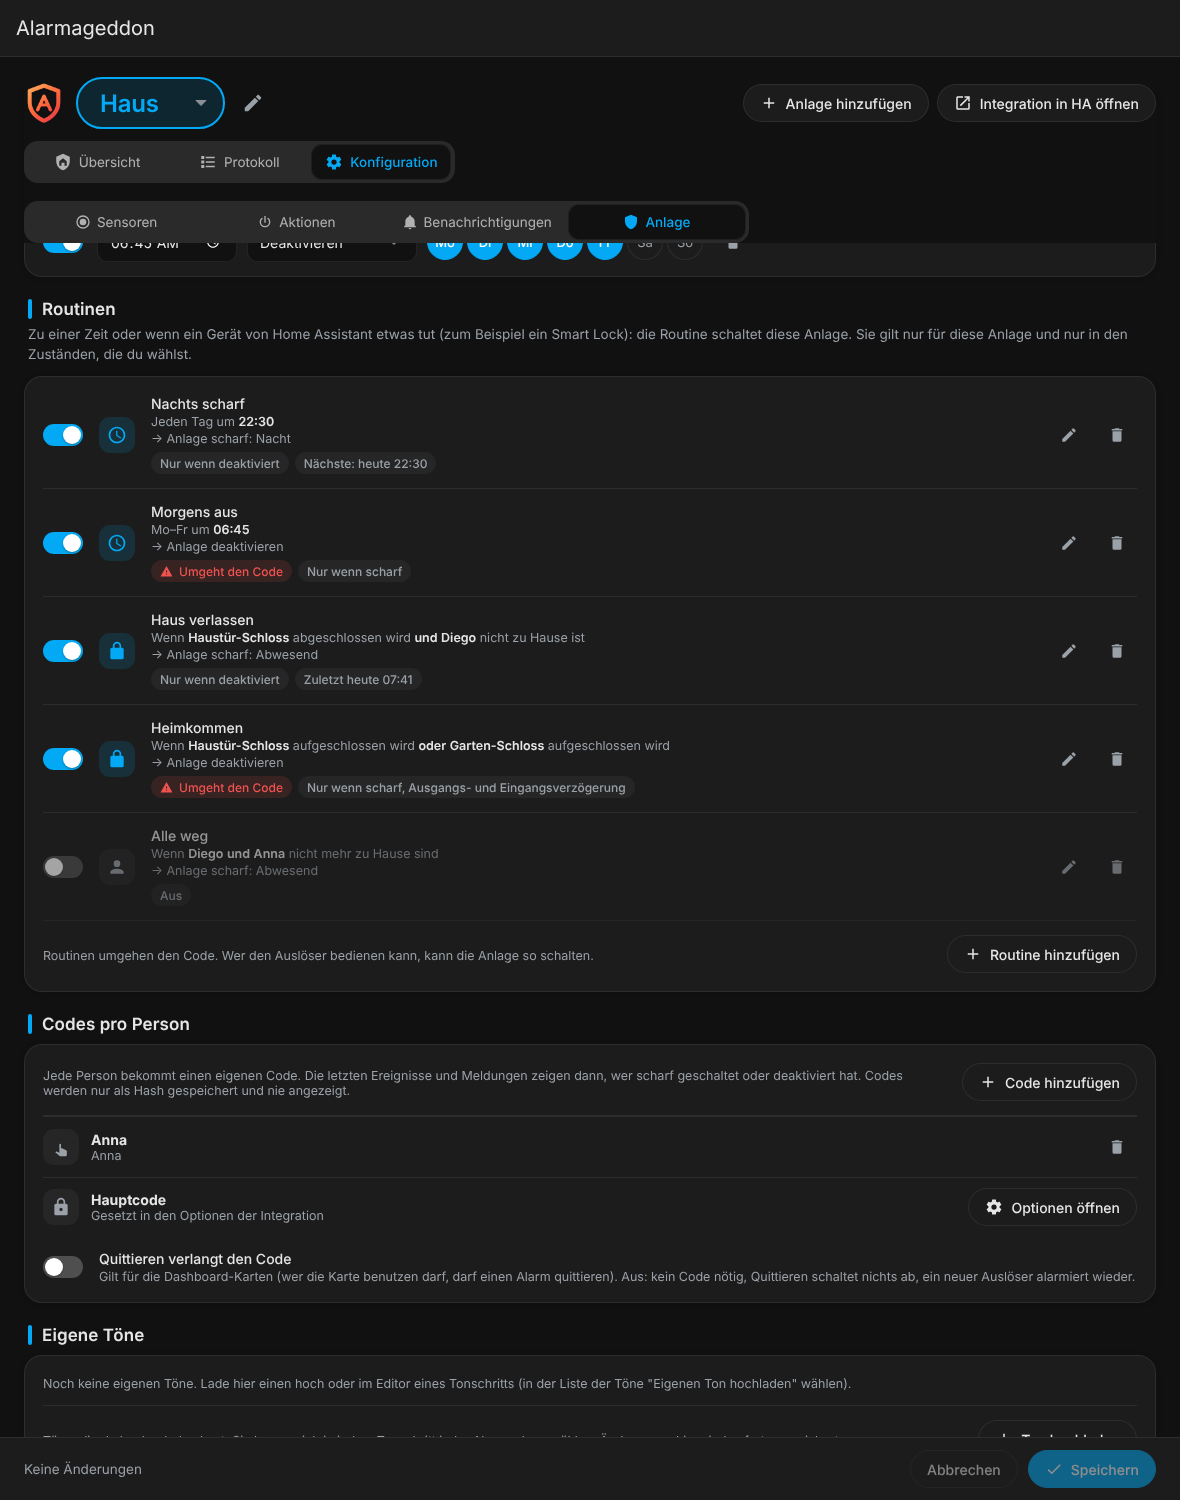 Alarmageddon
Haus
Anlage hinzufügen
Integration in HA öffnen
Übersicht
Protokoll
Konfiguration
Sensoren
Aktionen
Benachrichtigungen
Anlage
06:45 AM
Deaktivieren
Mo Di Mi Do Fr Sa So
Routinen
Zu einer Zeit oder wenn ein Gerät von Home Assistant etwas tut (zum Beispiel ein Smart Lock): die Routine schaltet diese Anlage. Sie gilt nur für diese Anlage und nur in den
Zuständen, die du wählst.
Nachts scharf
Jeden Tag um 22:30
→ Anlage scharf: Nacht
Nur wenn deaktiviert
Nächste: heute 22:30
Morgens aus
Mo–Fr um 06:45
→ Anlage deaktivieren
Umgeht den Code
Nur wenn scharf
Haus verlassen
Wenn Haustür-Schloss abgeschlossen wird und Diego nicht zu Hause ist
→ Anlage scharf: Abwesend
Nur wenn deaktiviert
Zuletzt heute 07:41
Heimkommen
Wenn Haustür-Schloss aufgeschlossen wird oder Garten-Schloss aufgeschlossen wird
→ Anlage deaktivieren
Umgeht den Code
Nur wenn scharf, Ausgangs- und Eingangsverzögerung
Alle weg
Wenn Diego und Anna nicht mehr zu Hause sind
→ Anlage scharf: Abwesend
Aus
Routinen umgehen den Code. Wer den Auslöser bedienen kann, kann die Anlage so schalten.
Routine hinzufügen
Codes pro Person
Jede Person bekommt einen eigenen Code. Die letzten Ereignisse und Meldungen zeigen dann, wer scharf geschaltet oder deaktiviert hat. Codes
werden nur als Hash gespeichert und nie angezeigt.
Code hinzufügen
Anna
Anna
Hauptcode
Gesetzt in den Optionen der Integration
Optionen öffnen
Quittieren verlangt den Code
Gilt für die Dashboard-Karten (wer die Karte benutzen darf, darf einen Alarm quittieren). Aus: kein Code nötig, Quittieren schaltet nichts ab, ein neuer Auslöser alarmiert wieder.
Eigene Töne
Noch keine eigenen Töne. Lade hier einen hoch oder im Editor eines Tonschritts (in der Liste der Töne "Eigenen Ton hochladen" wählen).
Keine Änderungen
Abbrechen
Speichern